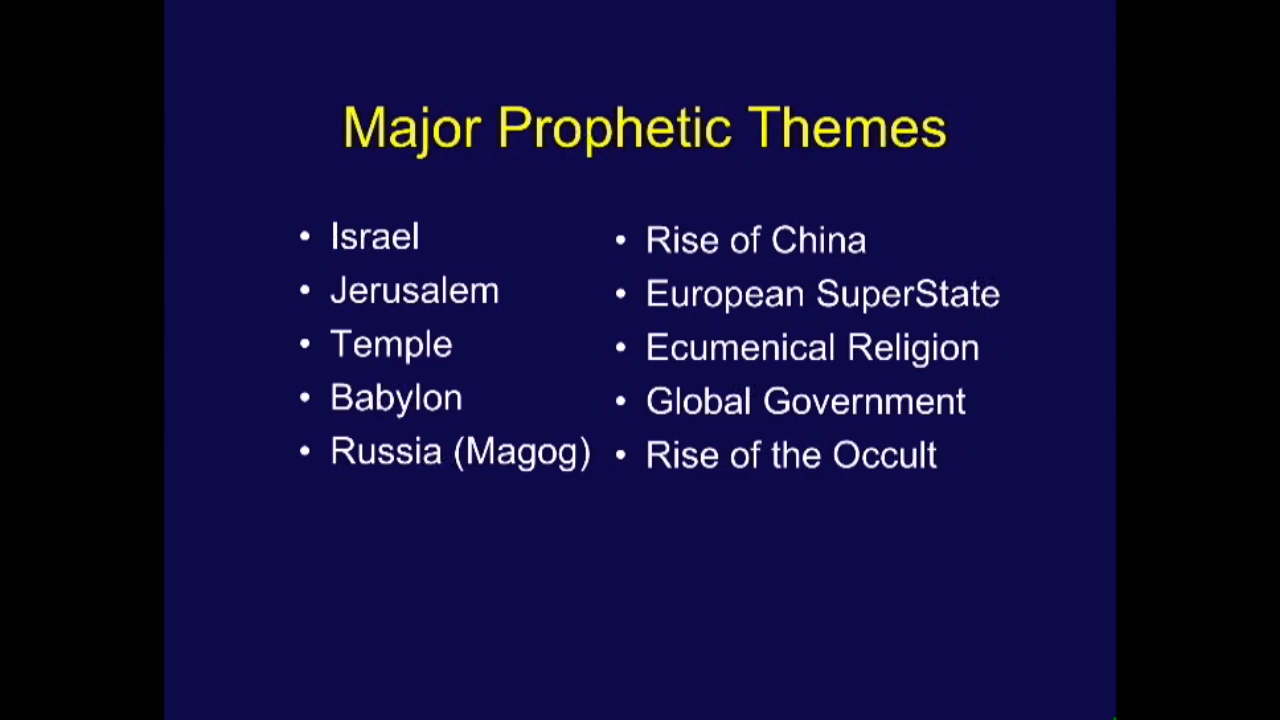 Major Prophetic Themes
• Israel
• Jerusalem
• Temple
• Babylon
• Russia (Magog)
• Rise of China
• European SuperState
• Ecumenical Religion
• Global Government
• Rise of the Occult